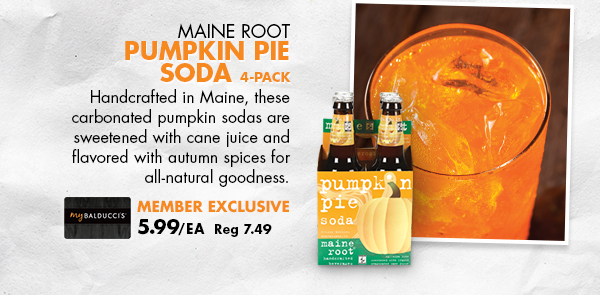 MAINE ROOT
PUMPKIN PIE
SODA 4-PACK
Handcrafted in Maine, these
carbonated pumpkin sodas are
sweetened with cane juice and
flavored with autumn spices for
all-natural goodness.
my BALDUCCI'S
MEMBER EXCLUSIVE
5.99/EA Reg 7.49
pumpkin
pie
soda
maine
root
handcrafted
beverages